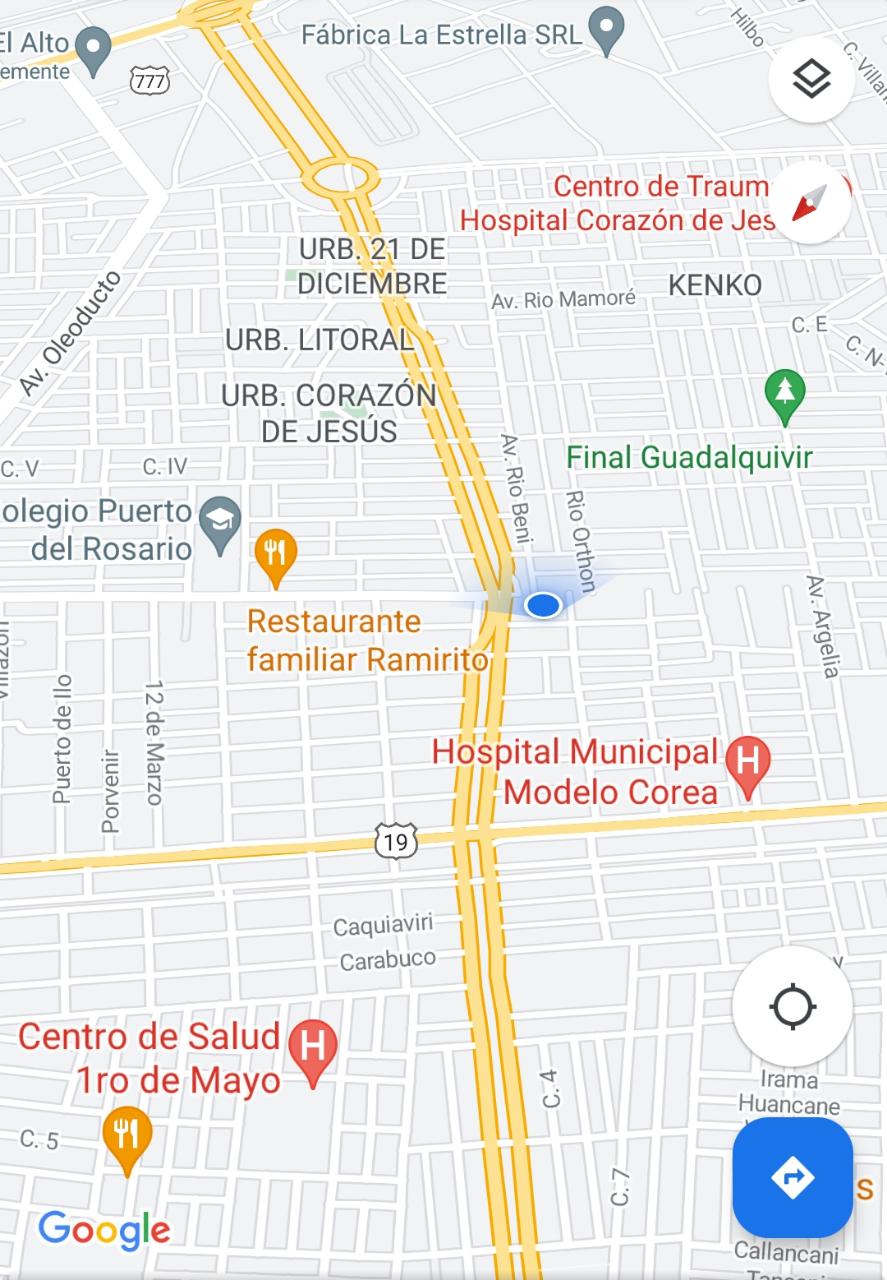 El Alto
emente
777
Fábrica La Estrella SRL
Hilbo
C. Villan
Centro de Traum
Hospital Corazón de Jes
URB. 21 DE
DICIEMBRE
KENKO
Av. Rio Mamoré
Av. Oleoducto
URB. LITORAL
C. E
C. N-
URB. CORAZÓN
DE JESÚS
Final Guadalquivir
C. V
C. IV
Av. Rio Beni
Rio Orthon
olegio Puerto
del Rosario
Restaurante
familiar Ramirito
Av. Argelia
Villazón
Puerto de Ilo
Porvenir
12 de Marzo
Hospital Municipal
Modelo Corea
H
19
Caquiaviri
Carabuco
Centro de Salud
1ro de Mayo
H
C. 4
Irama
Huancane
C. 5
C. 7
s
Google
Callancani